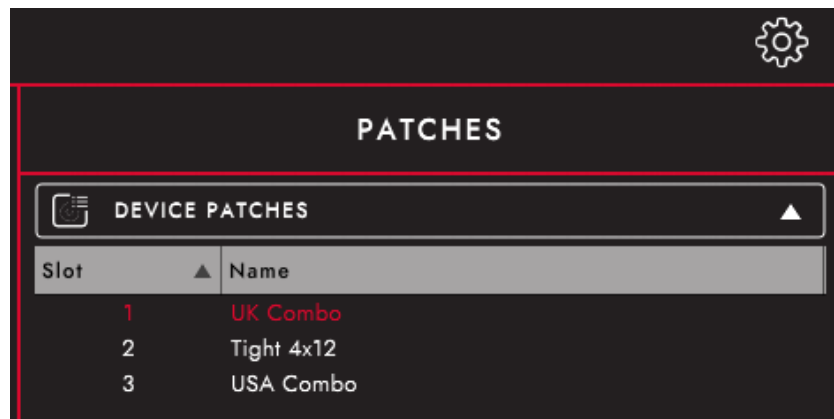 PATCHES
DEVICE PATCHES
Slot Name
1 UK Combo
2 Tight 4x12
3 USA Combo